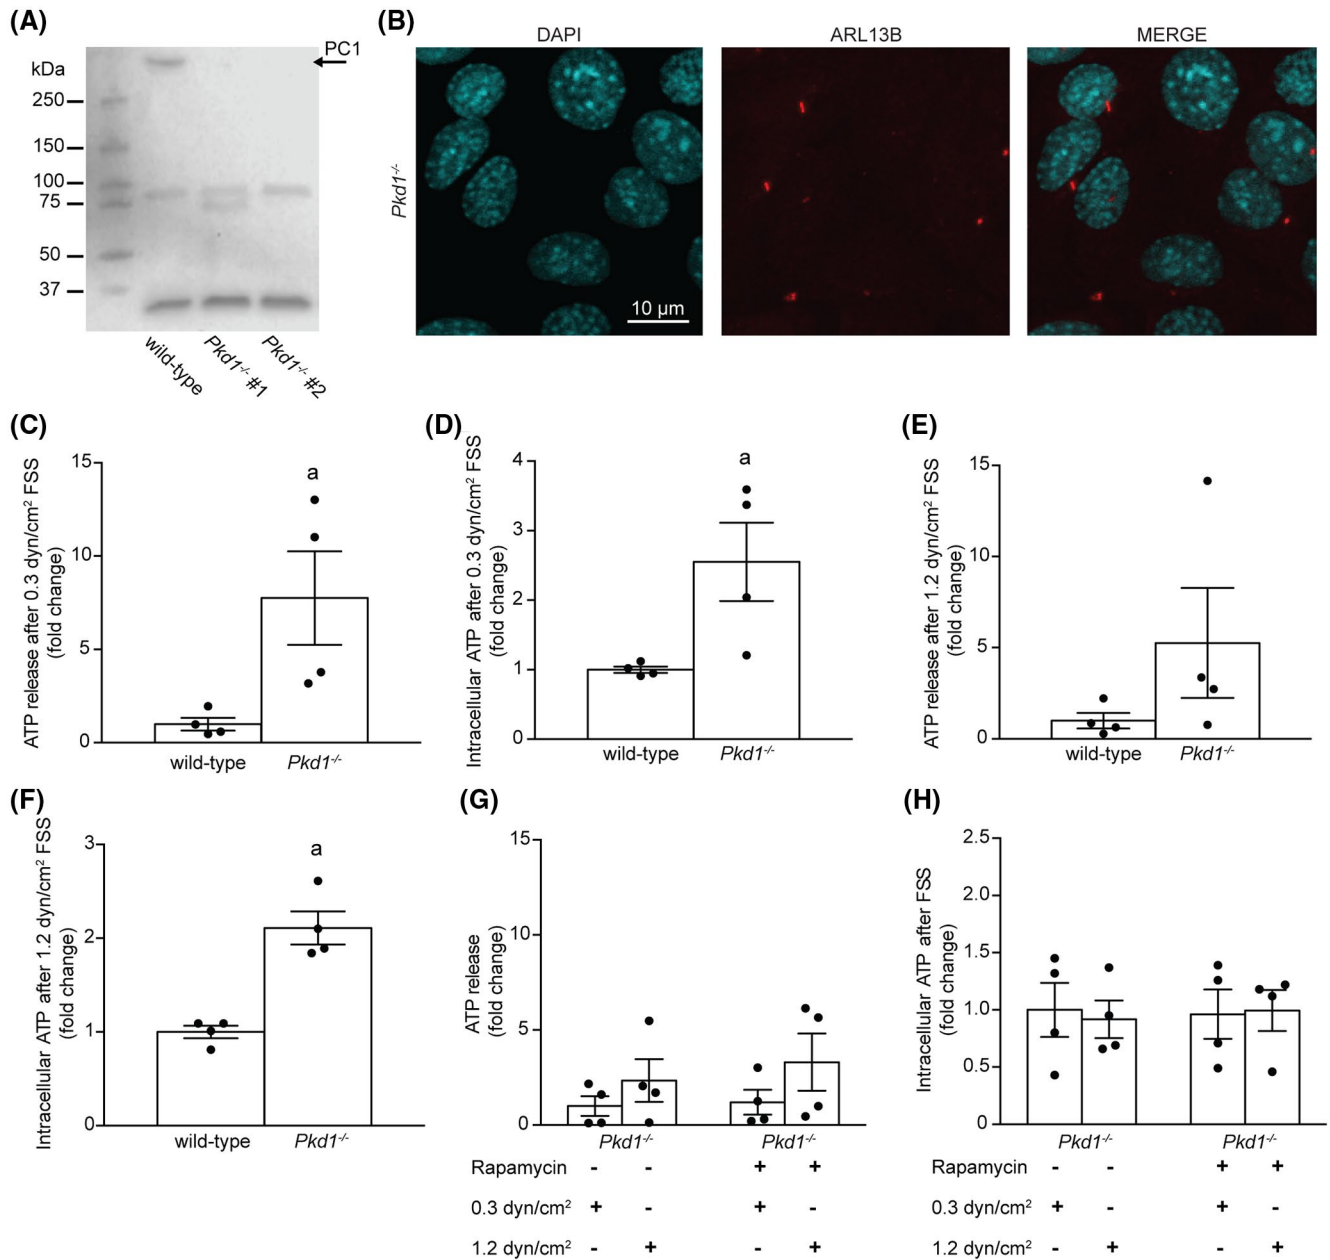 (A)
PC1
kDa
250
150
100
75
50
37
wild-type
Pkd1-/- #1
Pkd1-/- #2
(B)
DAPI
ARL13B
MERGE
Pkd1-/-
10 µm
(C)
ATP release after 0.3 dyn/cm² FSS
(fold change)
15
10
5
0
a
wild-type
Pkd1-/-
(D)
Intracellular ATP after 0.3 dyn/cm² FSS
(fold change)
4
3
2
1
0
a
wild-type
Pkd1-/-
(E)
ATP release after 1.2 dyn/cm² FSS
(fold change)
15
10
5
0
wild-type
Pkd1-/-
(F)
Intracellular ATP after 1.2 dyn/cm² FSS
(fold change)
3
2
1
0
a
wild-type
Pkd1-/-
(G)
ATP release
(fold change)
15
10
5
0
Pkd1-/- Pkd1-/-
Rapamycin - - + +
0.3 dyn/cm² + - + -
1.2 dyn/cm² - + - +
(H)
Intracellular ATP after FSS
(fold change)
2.5
2.0
1.5
1.0
0.5
0
Pkd1-/- Pkd1-/-
Rapamycin - - + +
0.3 dyn/cm² + - + -
1.2 dyn/cm² - + - +